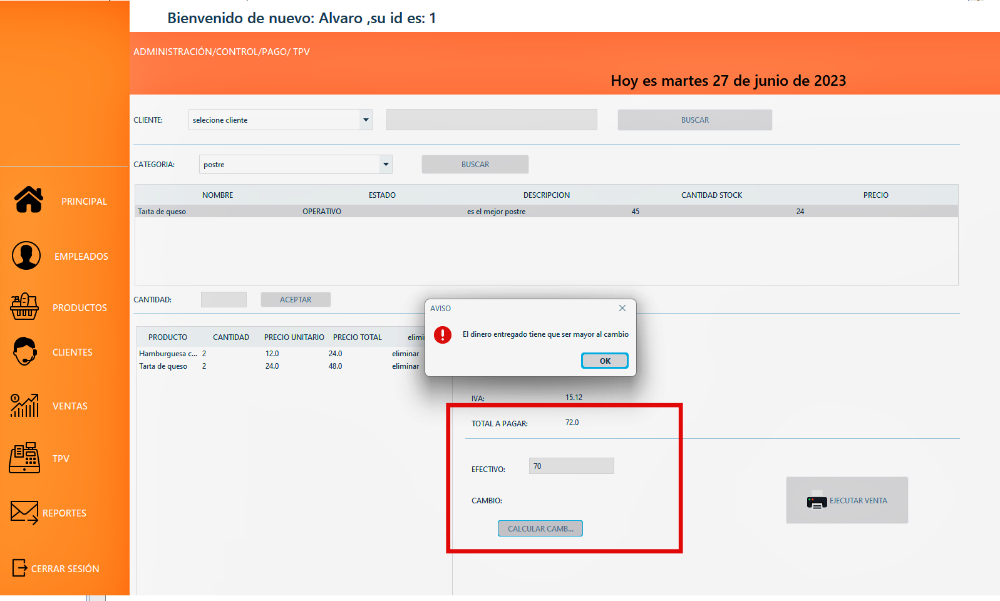 Bienvenido de nuevo: Alvaro ,su id es: 1
ADMINISTRACIÓN/CONTROL/PAGO/ TPV
Hoy es martes 27 de junio de 2023
PRINCIPAL
EMPLEADOS
PRODUCTOS
CLIENTES
VENTAS
TPV
REPORTES
CERRAR SESIÓN
CLIENTE: selecione cliente BUSCAR
CATEGORIA: postre BUSCAR
NOMBRE ESTADO DESCRIPCION CANTIDAD STOCK PRECIO
Tarta de queso OPERATIVO es el mejor postre 45 24
CANTIDAD: ACEPTAR
PRODUCTO CANTIDAD PRECIO UNITARIO PRECIO TOTAL elimi
Hamburguesa c... 2 12.0 24.0 eliminar
Tarta de queso 2 24.0 48.0 eliminar
AVISO
El dinero entregado tiene que ser mayor al cambio
OK
IVA: 15.12
TOTAL A PAGAR: 72.0
EFECTIVO: 70
CAMBIO:
CALCULAR CAMB...
EJECUTAR VENTA